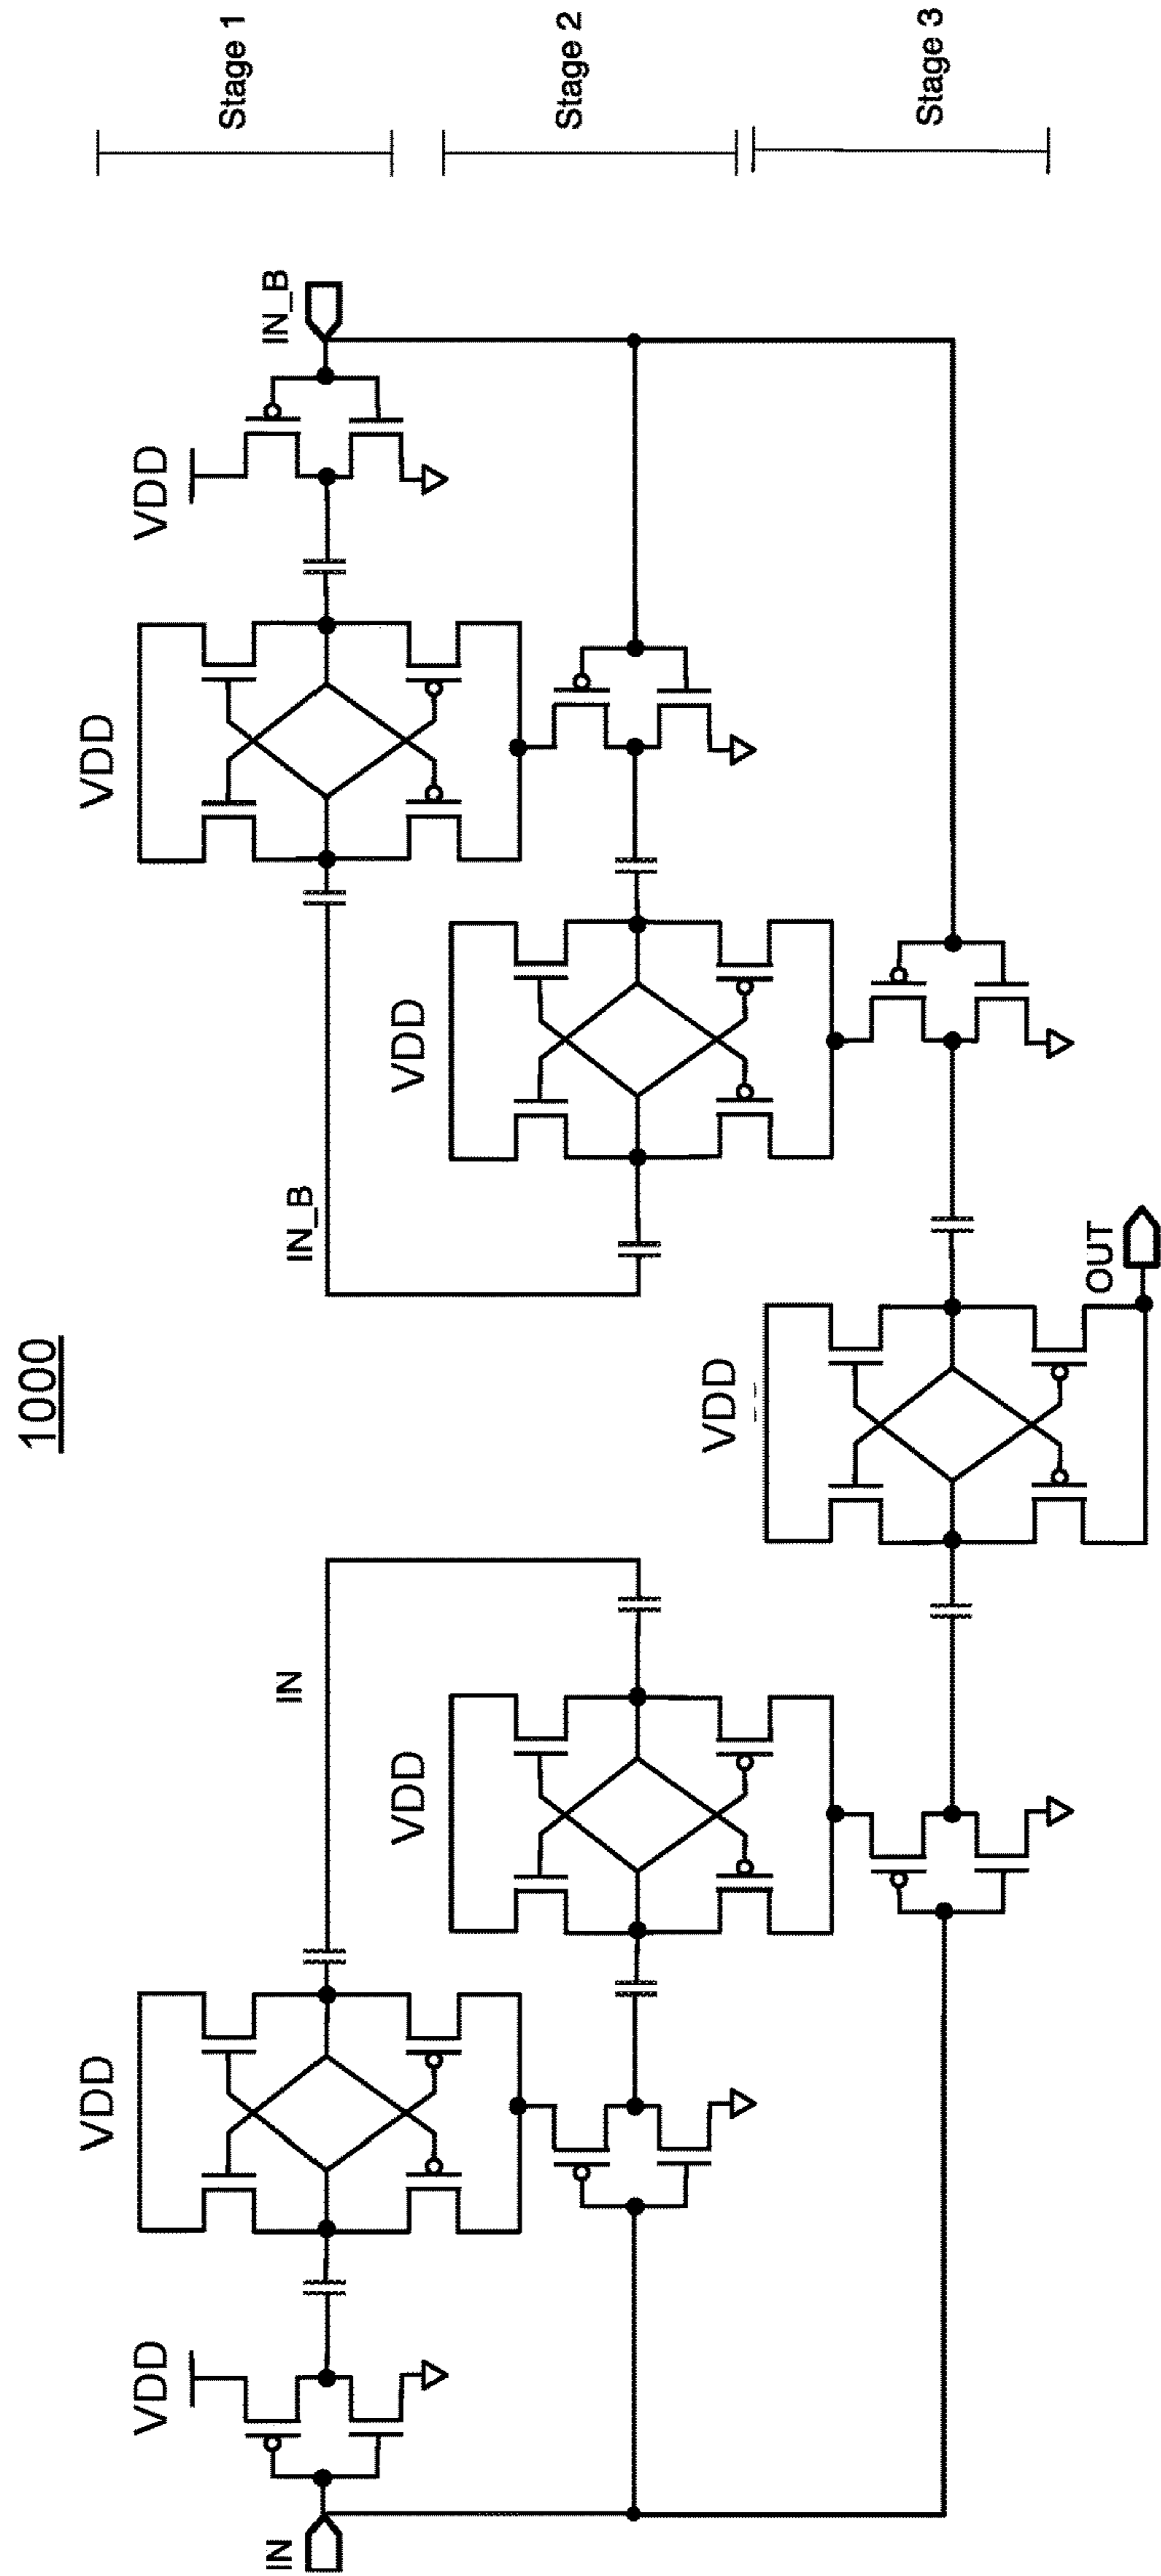 1000
VDD
VDD
VDD
VDD
IN
IN
IN_B
IN_B
Stage 1
VDD
VDD
Stage 2
VDD
OUT
Stage 3